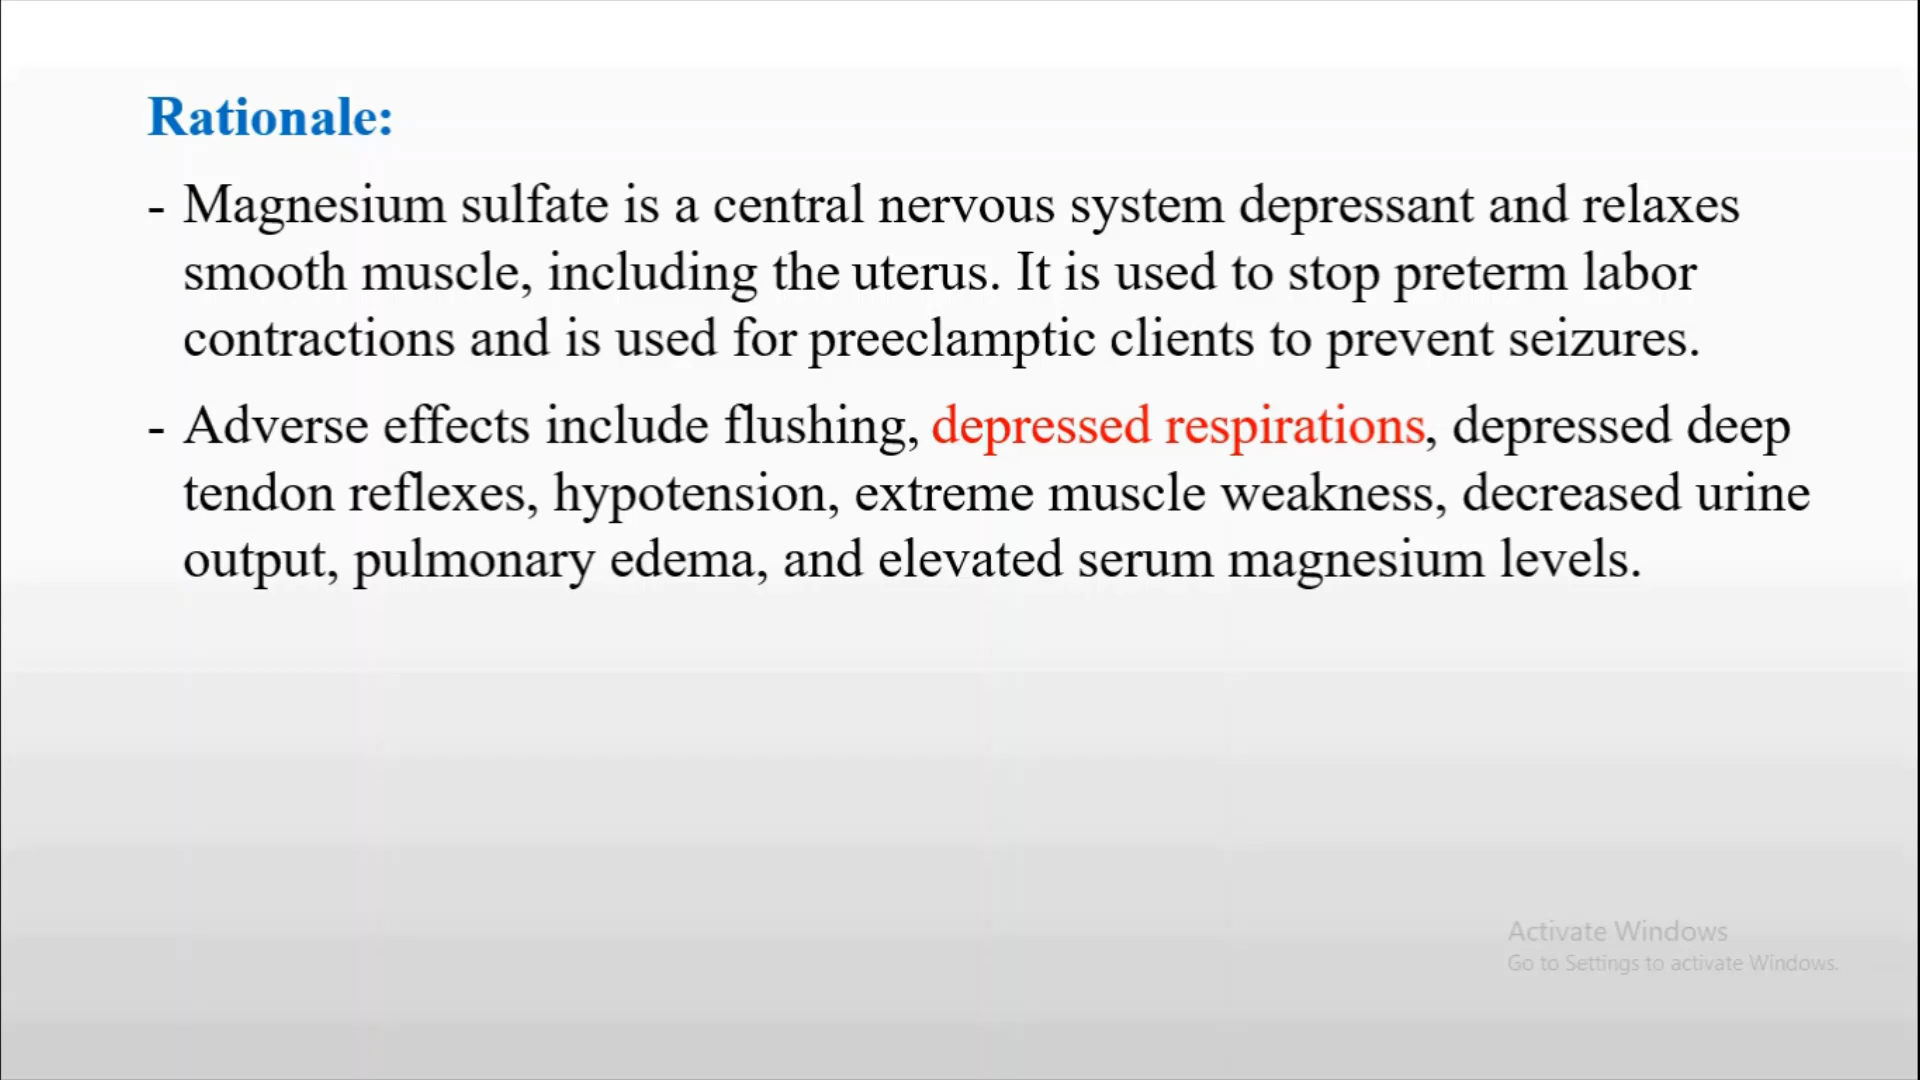 Rationale:
- Magnesium sulfate is a central nervous system depressant and relaxes
smooth muscle, including the uterus. It is used to stop preterm labor
contractions and is used for preeclamptic clients to prevent seizures.
- Adverse effects include flushing, depressed respirations, depressed deep
tendon reflexes, hypotension, extreme muscle weakness, decreased urine
output, pulmonary edema, and elevated serum magnesium levels.
Activate Windows
Go to Settings to activate Windows.